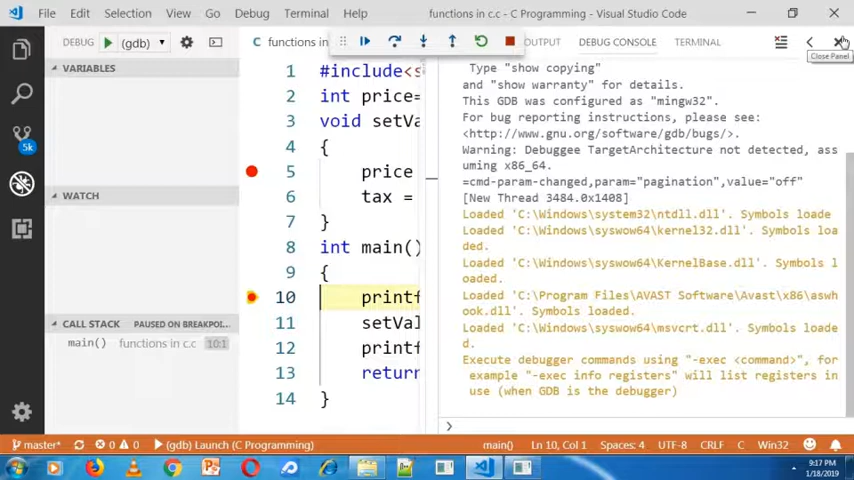 File Edit Selection View Go Debug Terminal Help functions in c.c - C Programming - Visual Studio Code
DEBUG (gdb)
C functions in
OUTPUT DEBUG CONSOLE TERMINAL
Close Panel
VARIABLES
WATCH
CALL STACK PAUSED ON BREAKPOI...
main() functions in c.c 10:1
5k
1 #include<s
2 int price=
3 void setVa
4 {
5 price
6 tax =
7 }
8 int main()
9 {
10 printf
11 setVal
12 printf
13 return
14 }
Type "show copying"
and "show warranty" for details.
This GDB was configured as "mingw32".
For bug reporting instructions, please see:
<http://www.gnu.org/software/gdb/bugs/>.
Warning: Debuggee TargetArchitecture not detected, ass
uming x86_64.
=cmd-param-changed,param="pagination",value="off"
[New Thread 3484.0x1408]
Loaded 'C:\Windows\system32\ntdll.dll'. Symbols loade
d.
Loaded 'C:\Windows\syswow64\kernel32.dll'. Symbols loa
ded.
Loaded 'C:\Windows\syswow64\KernelBase.dll'. Symbols l
oaded.
Loaded 'C:\Program Files\AVAST Software\Avast\x86\aswh
ook.dll'. Symbols loaded.
Loaded 'C:\Windows\syswow64\msvcrt.dll'. Symbols loade
d.
Execute debugger commands using "-exec <command>", for
example "-exec info registers" will list registers in
use (when GDB is the debugger)
master* 0 0 (gdb) Launch (C Programming) main() Ln 10, Col 1 Spaces: 4 UTF-8 CRLF C Win32
9:17 PM
1/18/2019